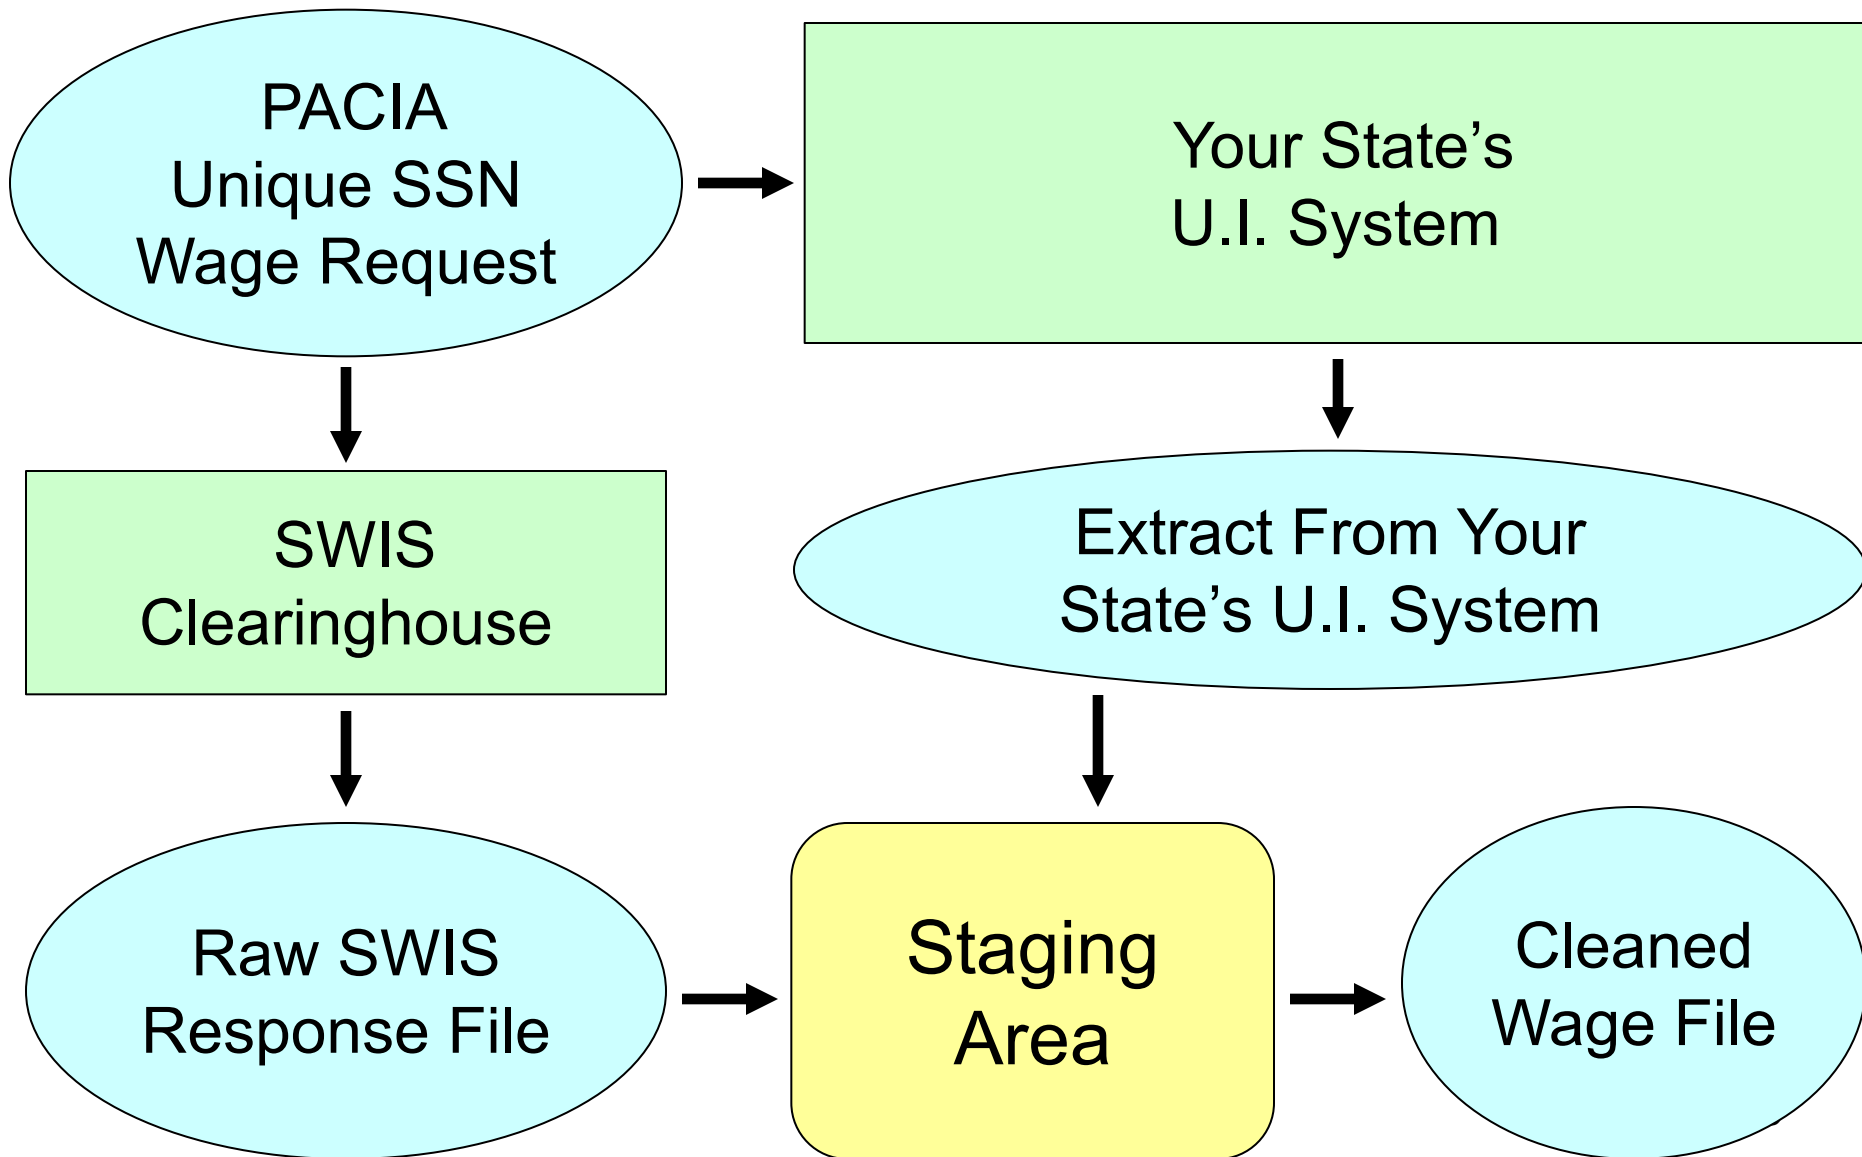 PACIA
Unique SSN
Wage Request
Your State’s
U.I. System
SWIS
Clearinghouse
Extract From Your
State’s U.I. System
Raw SWIS
Response File
Staging
Area
Cleaned
Wage File